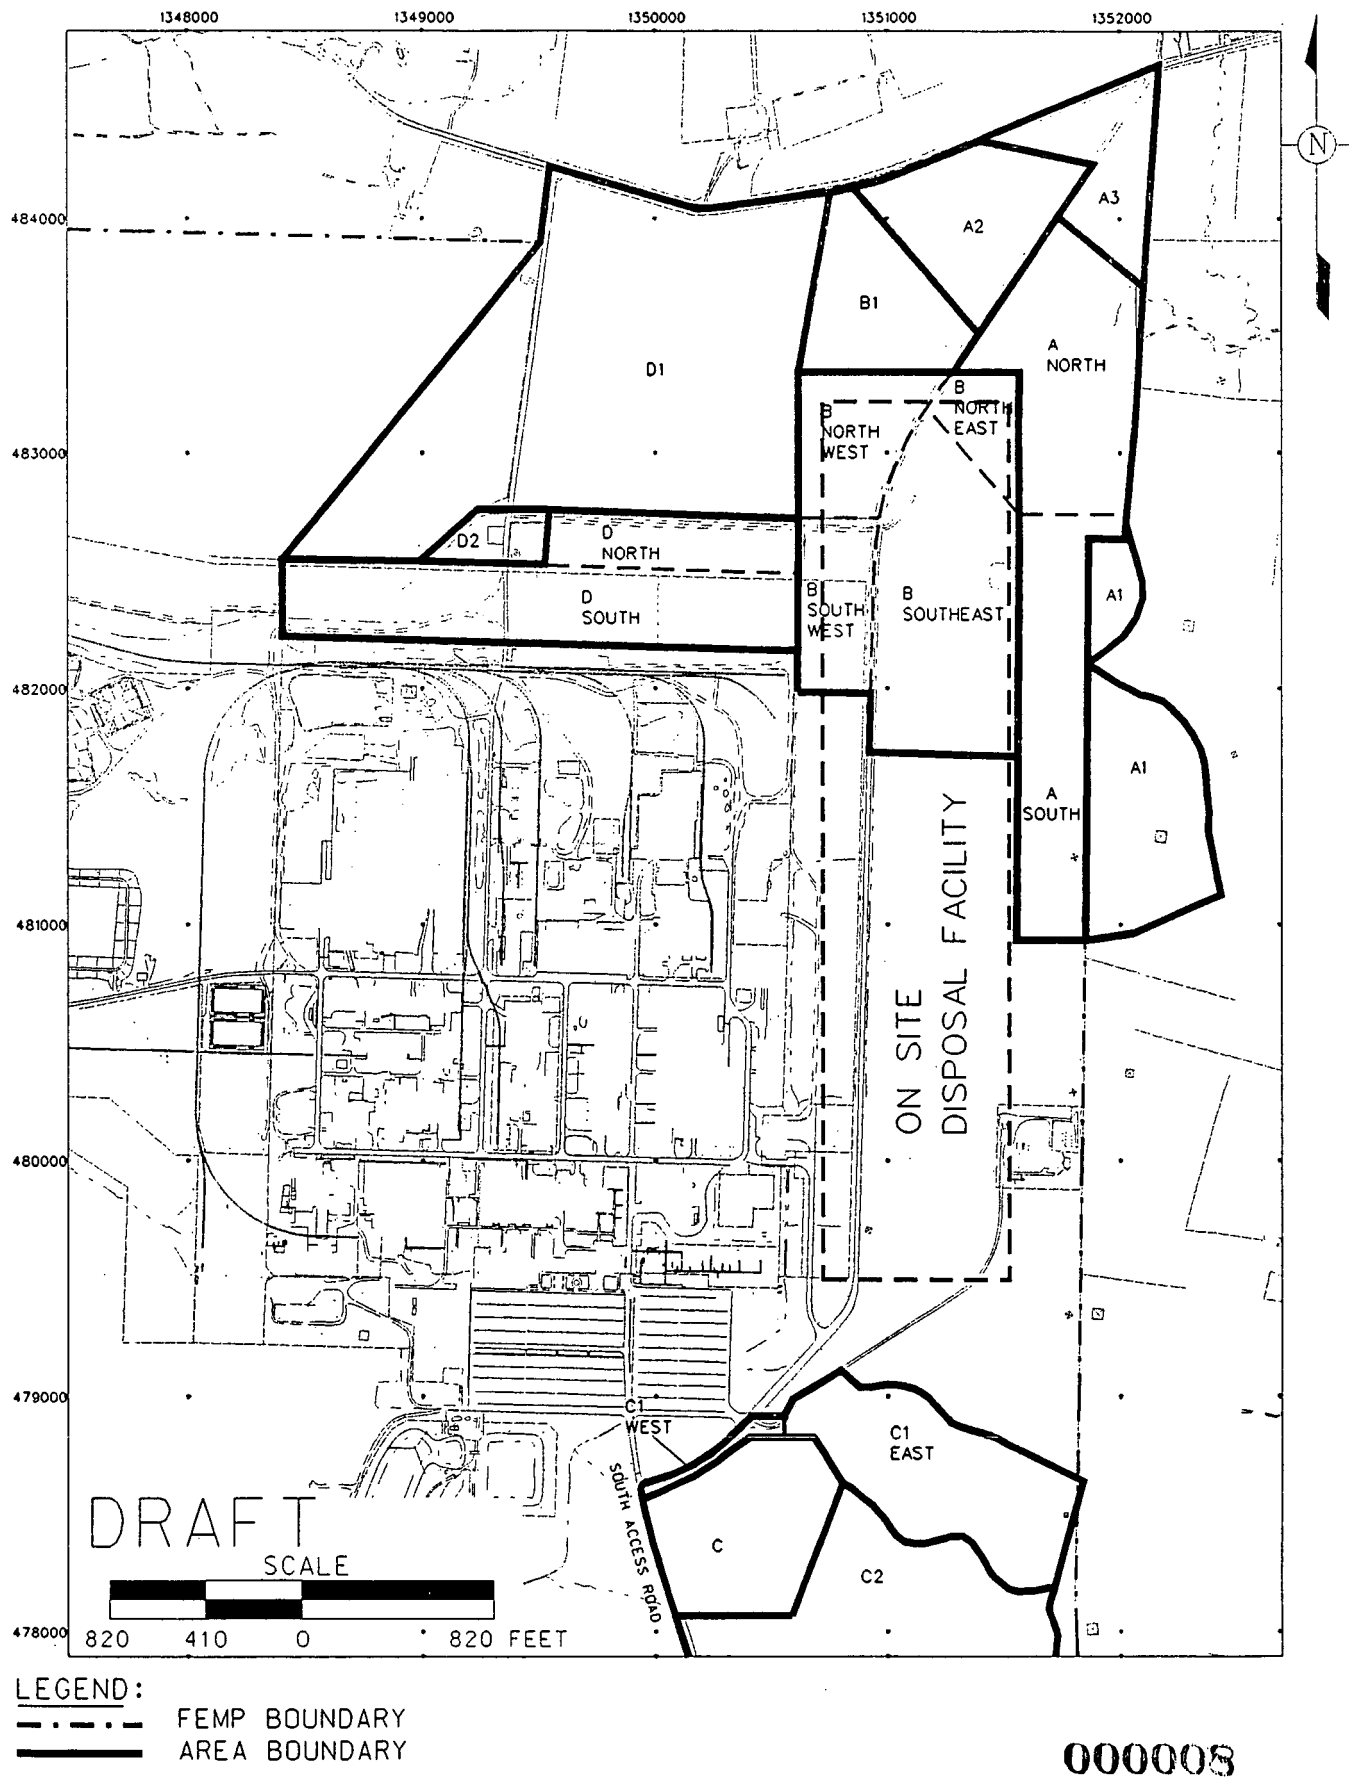 1348000 1349000 1350000 1351000 1352000
N
484000
A3
A2
B1
A
NORTH
D1
B
NORTH
EAST
B
NORTH
WEST
483000
D2
D
NORTH
D
SOUTH
B
SOUTH
WEST
B
SOUTHEAST
A1
482000
A1
A
SOUTH
481000
ON SITE
DISPOSAL FACILITY
480000
479000
C1
WEST
C1
EAST
SOUTH ACCESS ROAD
C
C2
DRAFT
SCALE
820 410 0 820 FEET
478000
LEGEND:
FEMP BOUNDARY
AREA BOUNDARY
000008